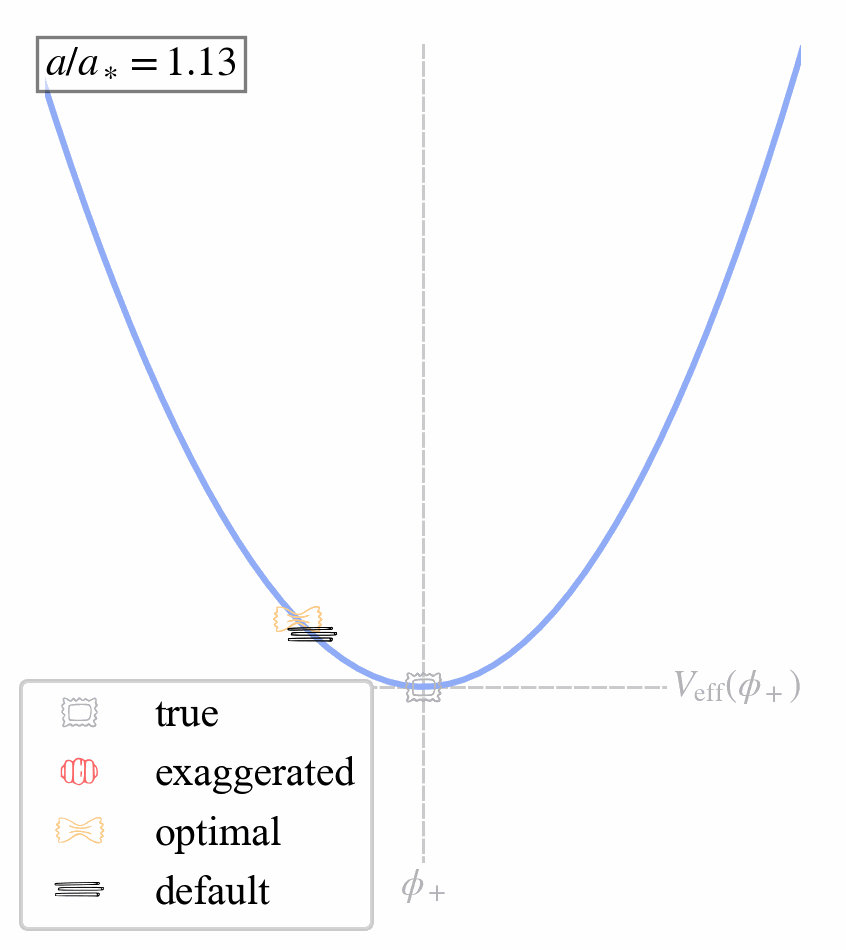 a/a* = 1.13
V_eff(ϕ₊)
true
exaggerated
optimal
default
ϕ₊